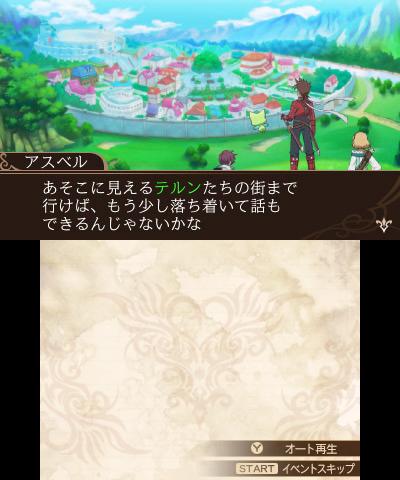 アスベル
あそこに見えるテルンたちの街まで
行けば、もう少し落ち着いて話も
できるんじゃないかな
Y オート再生
START イベントスキップ